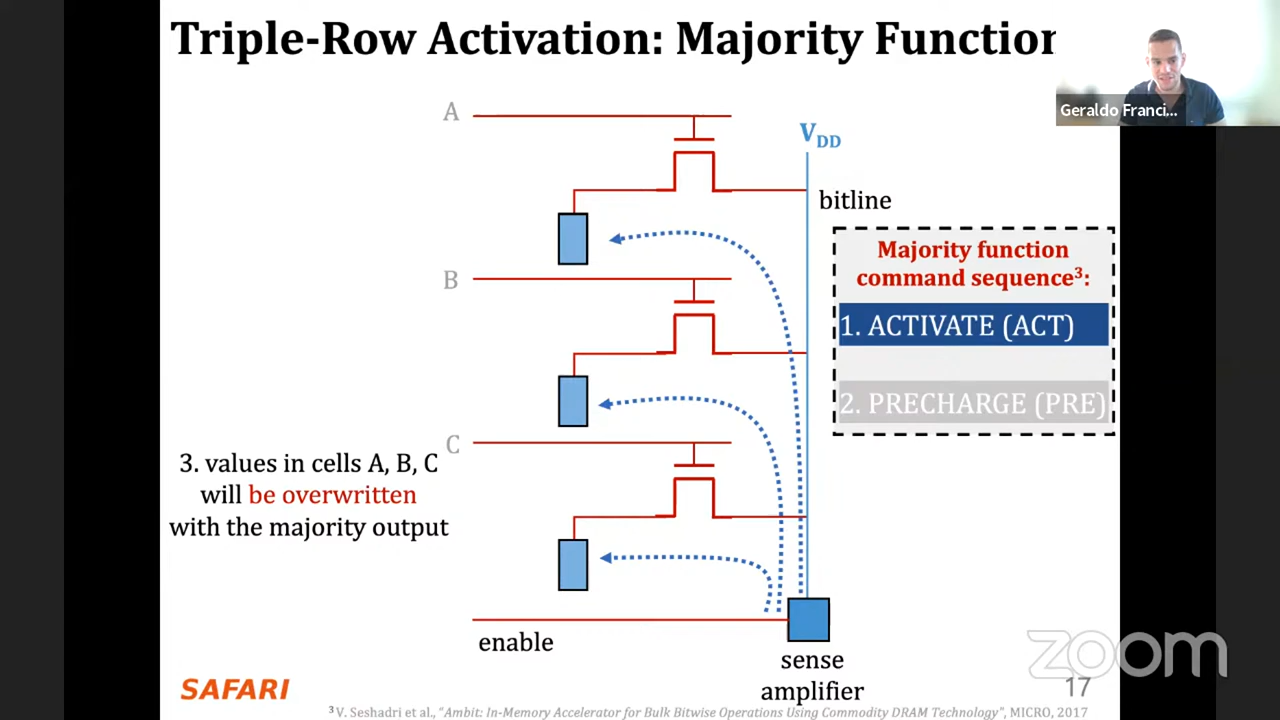 Triple-Row Activation: Majority Function
Geraldo Franci...
A
V_DD
bitline
Majority function
command sequence³:
1. ACTIVATE (ACT)
2. PRECHARGE (PRE)
B
C
3. values in cells A, B, C
will be overwritten
with the majority output
enable
sense
amplifier
zoom
SAFARI
17
³V. Seshadri et al., "Ambit: In-Memory Accelerator for Bulk Bitwise Operations Using Commodity DRAM Technology", MICRO, 2017